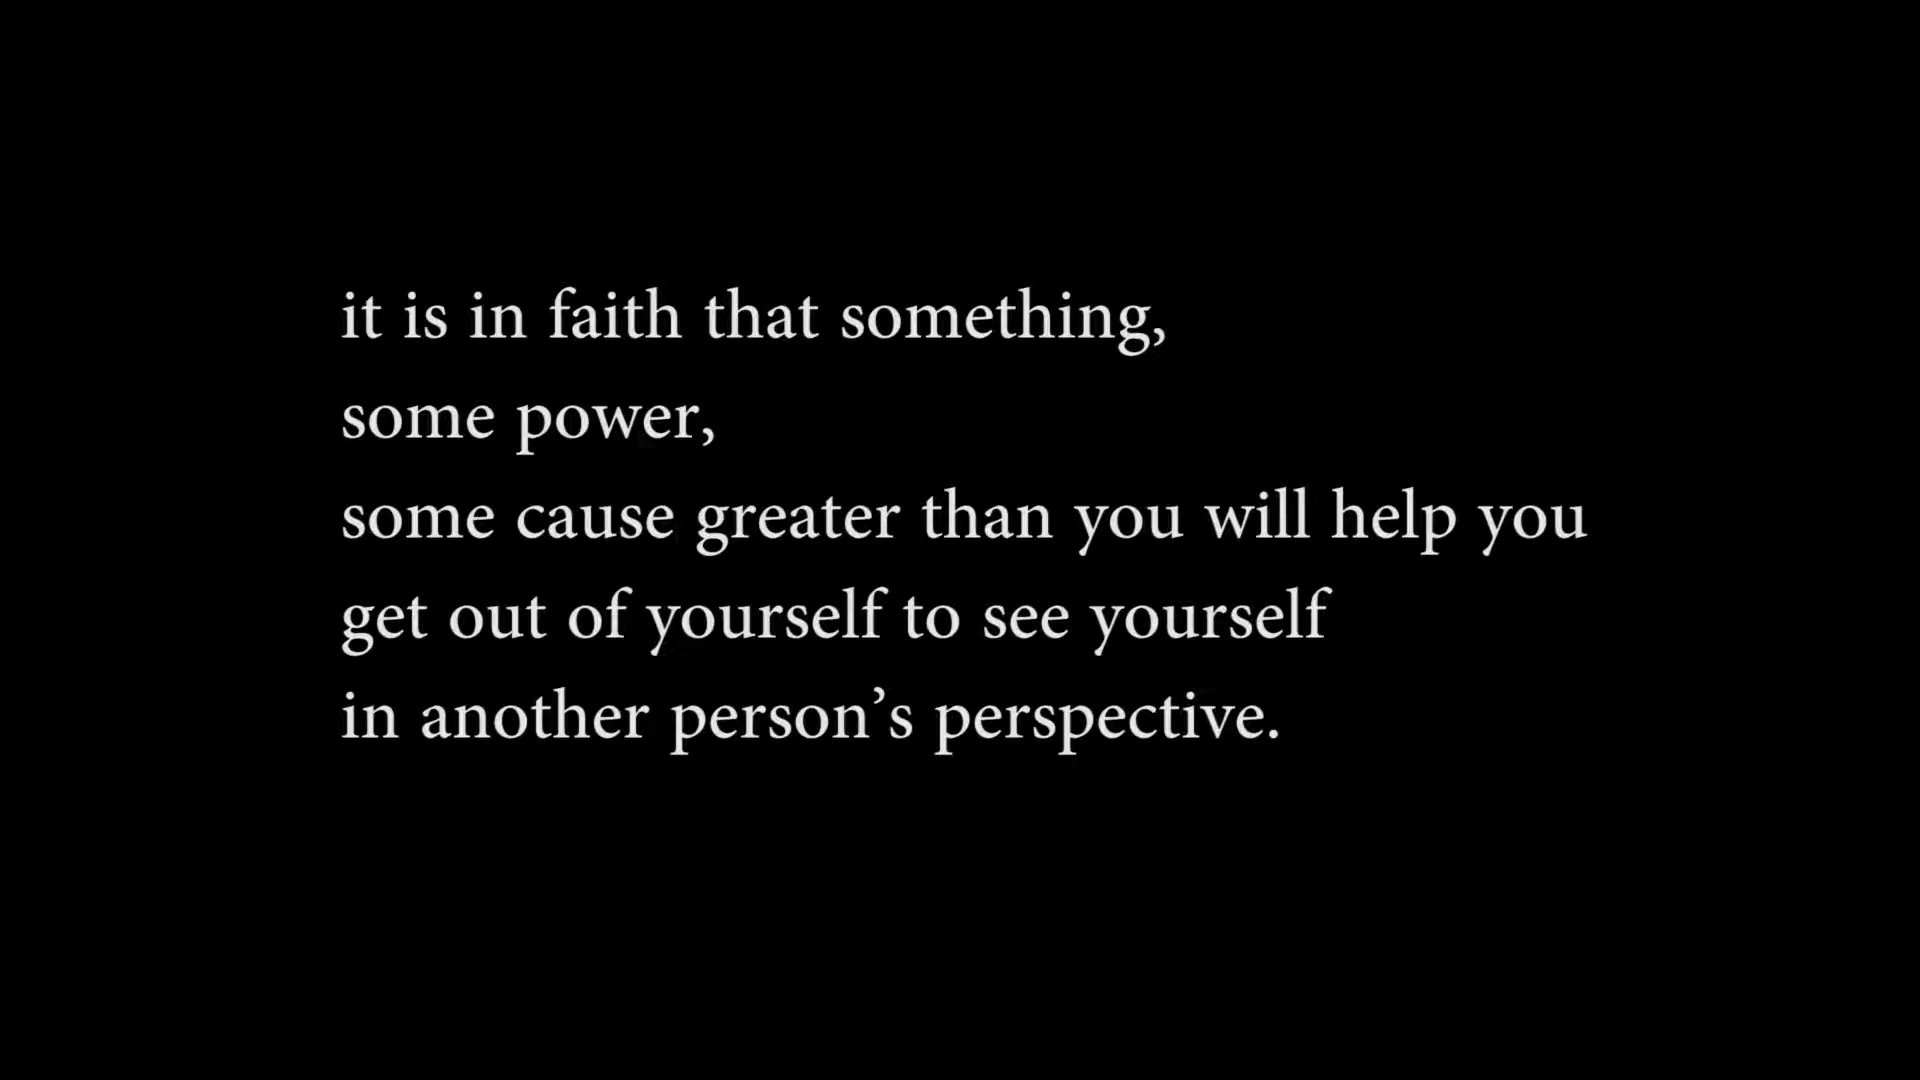 it is in faith that something,
some power,
some cause greater than you will help you
get out of yourself to see yourself
in another person’s perspective.